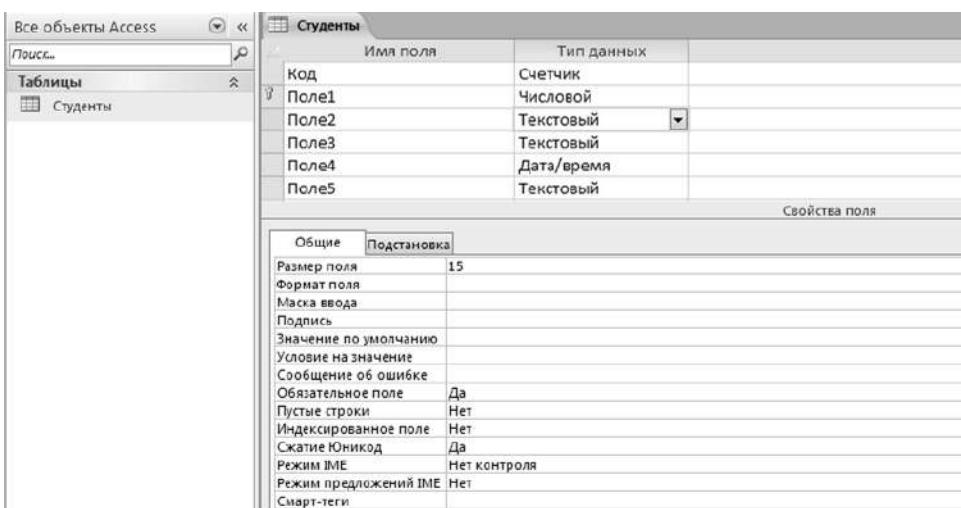 Все объекты Access
Поиск...
Таблицы
Студенты
Студенты
Имя поля Тип данных
Код Счетчик
Поле1 Числовой
Поле2 Текстовый
Поле3 Текстовый
Поле4 Дата/время
Поле5 Текстовый
Свойства поля
Общие Подстановка
Размер поля 15
Формат поля
Маска ввода
Подпись
Значение по умолчанию
Условие на значение
Сообщение об ошибке
Обязательное поле Да
Пустые строки Нет
Индексированное поле Нет
Сжатие Юникод Да
Режим IME Нет контроля
Режим предложений IME Нет
Смарт-теги